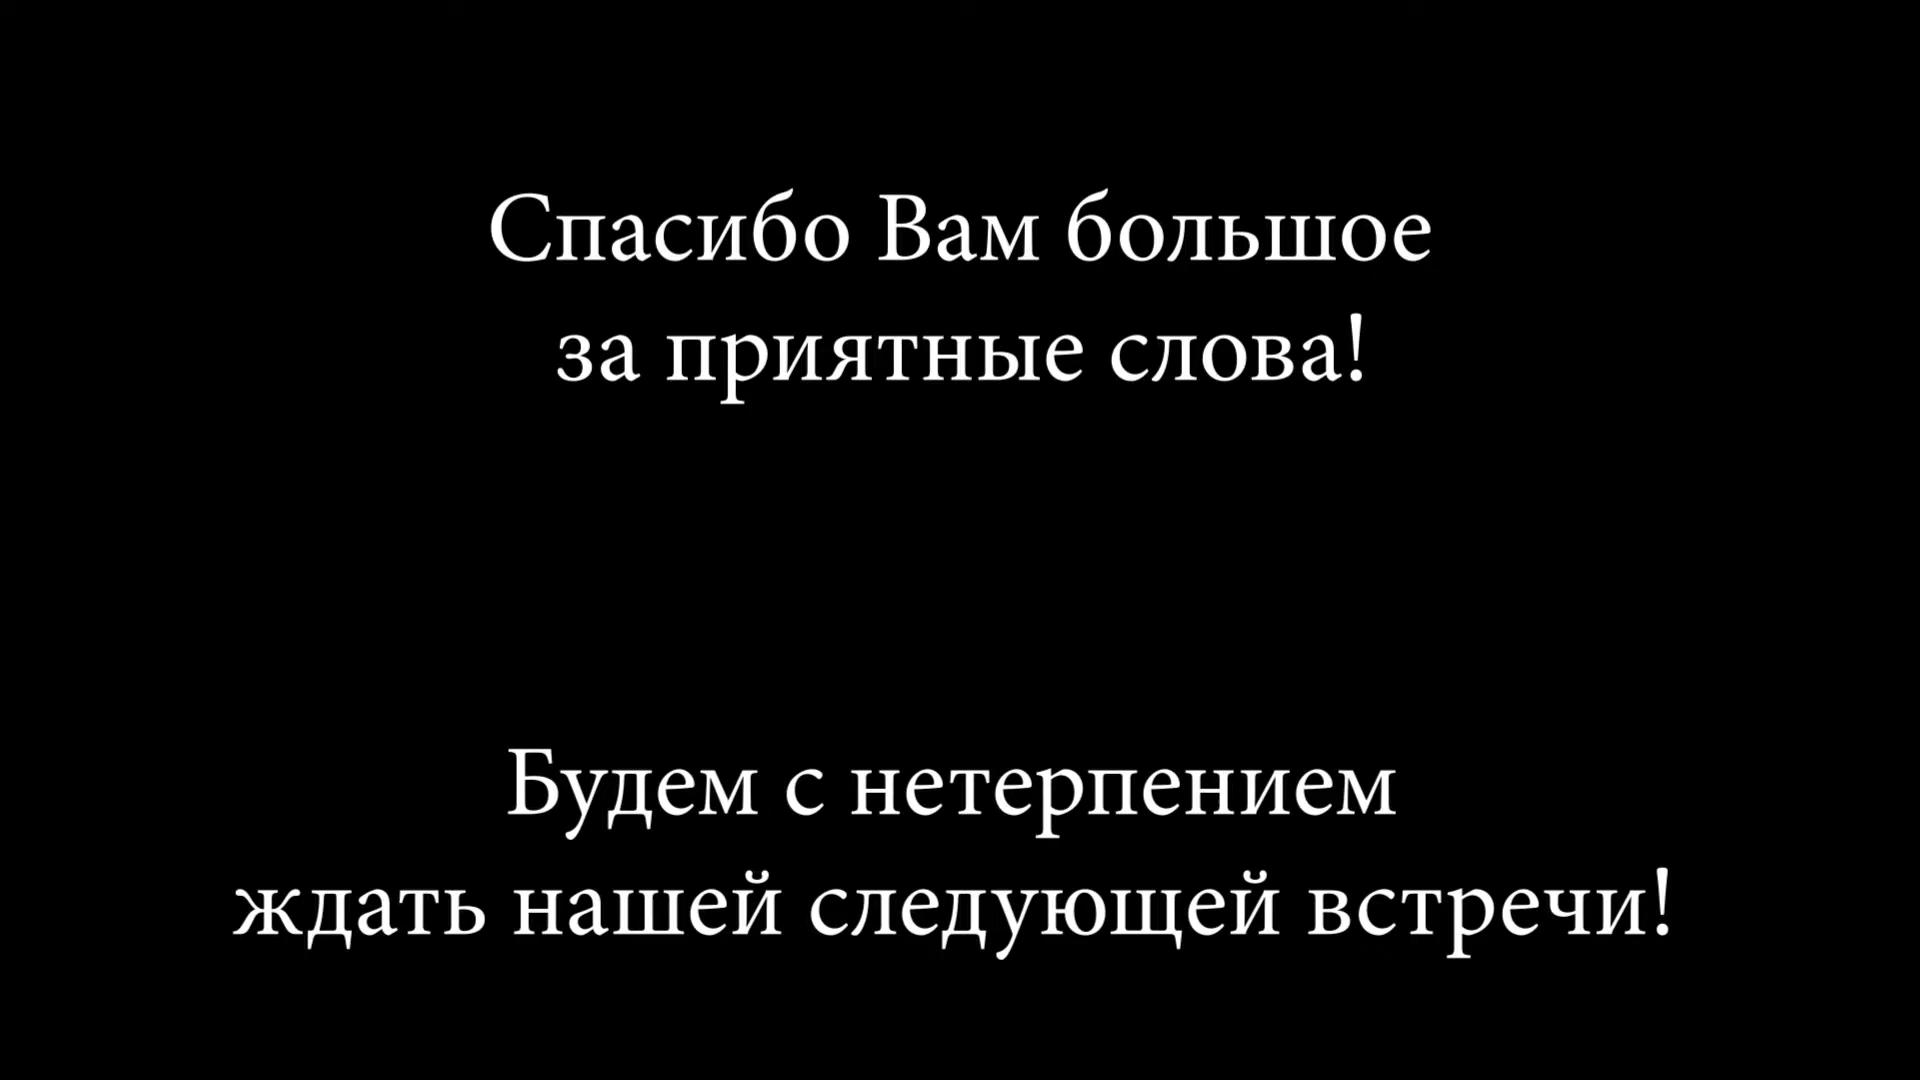 Спасибо Вам большое
за приятные слова!
Будем с нетерпением
ждать нашей следующей встречи!